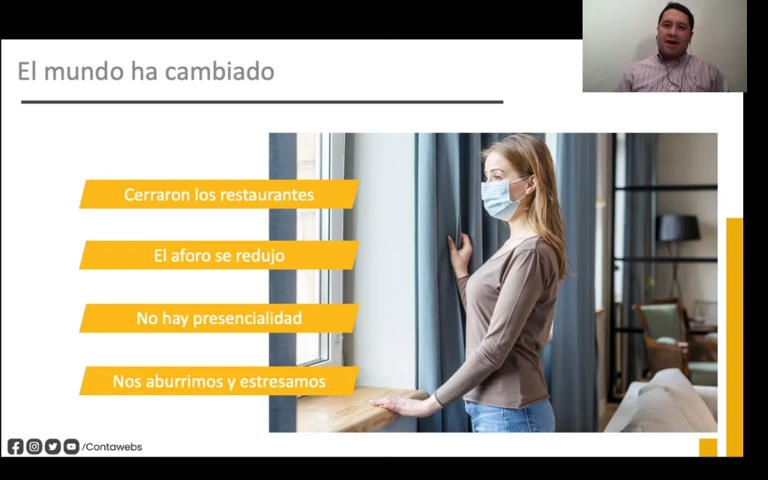 El mundo ha cambiado
Cerraron los restaurantes
El aforo se redujo
No hay presencialidad
Nos aburrimos y estresamos
/Contawebs